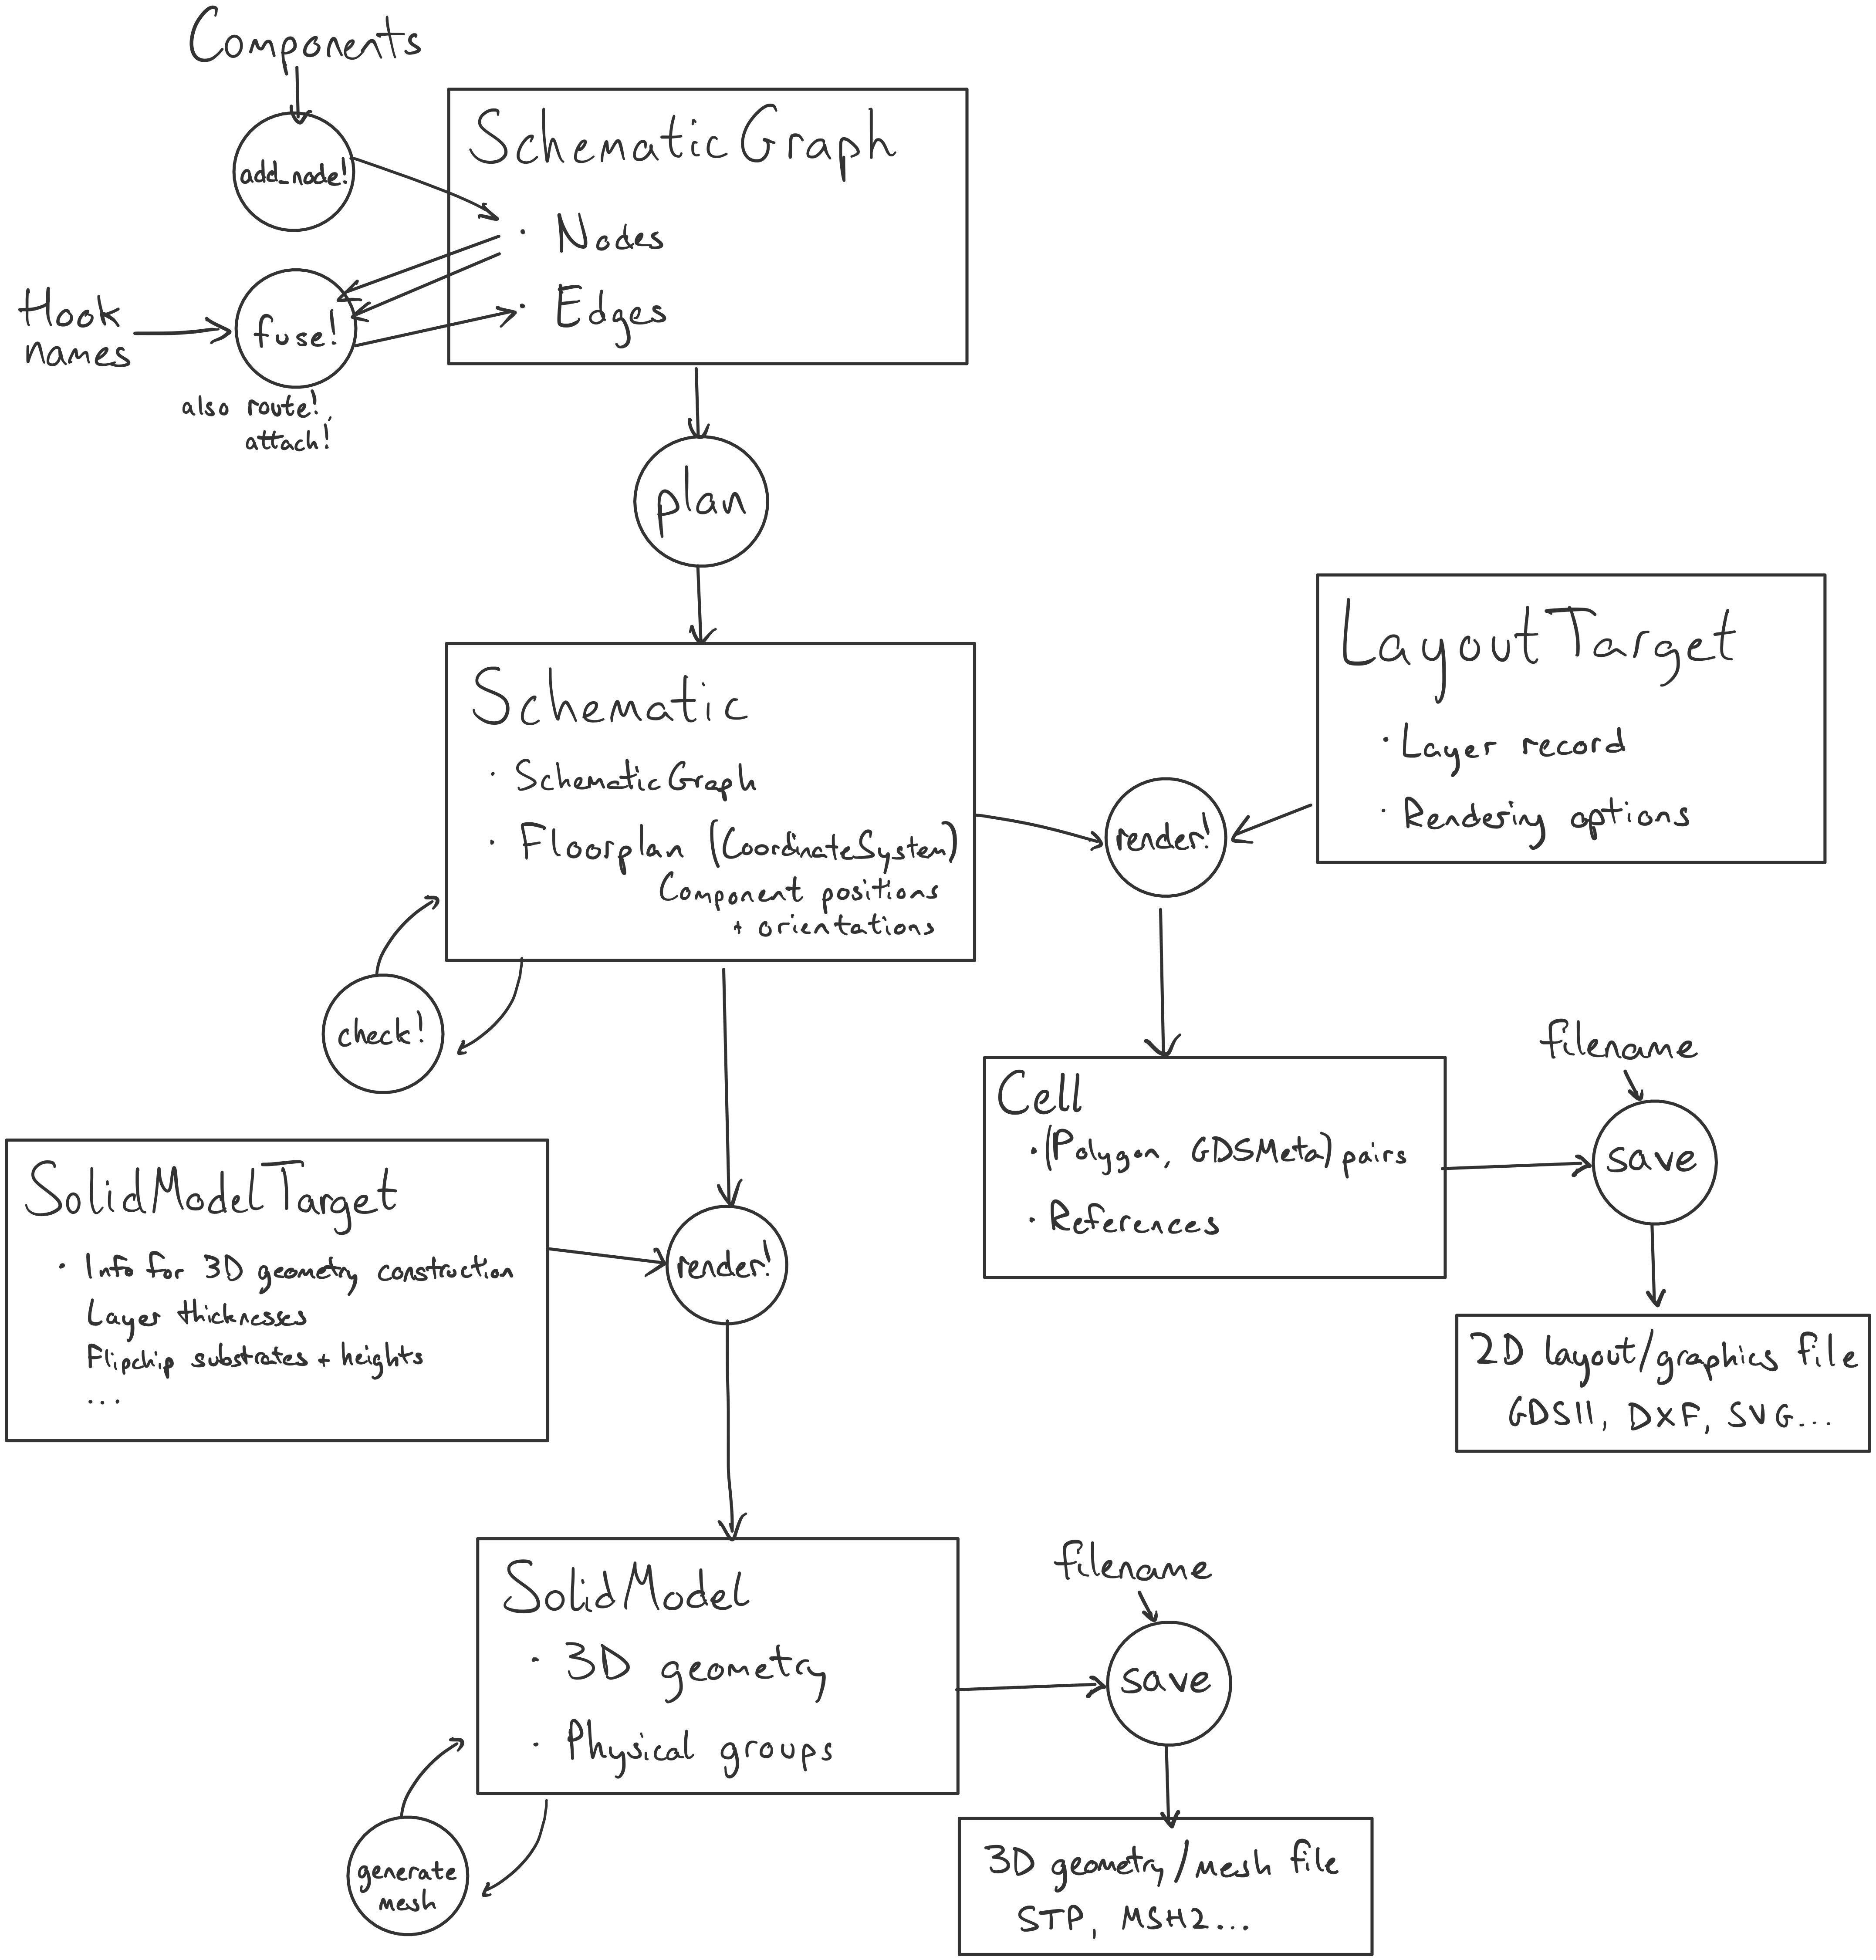 Components
add_node!
SchematicGraph
· Nodes
· Edges
Hook
names
fuse!
also route!,
attach!
plan
Schematic
· SchematicGraph
· Floorplan (CoordinateSystem)
Component positions
+ orientations
check!
LayoutTarget
· Layer record
· Rendering options
render!
Cell
· (Polygon, GDSMeta) pairs
· References
filename
save
2D layout/graphics file
GDSII, DXF, SVG...
SolidModelTarget
· Info for 3D geometry construction
Layer thicknesses
Flipchip substrates + heights
...
render!
SolidModel
· 3D geometry
· Physical groups
generate
mesh
filename
save
3D geometry/mesh file
STP, MSH2...